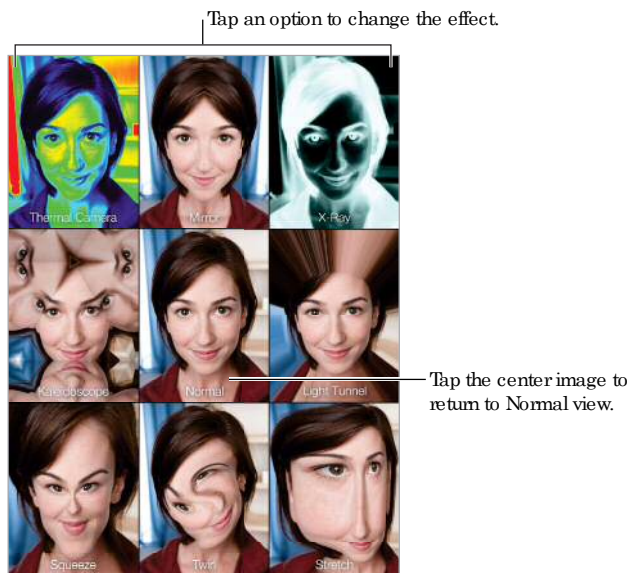 Tap an option to change the effect.
Thermal Camera Mirror X-Ray
Kaleidoscope Normal Light Tunnel
Tap the center image to
return to Normal view.
Squeeze Twirl Stretch